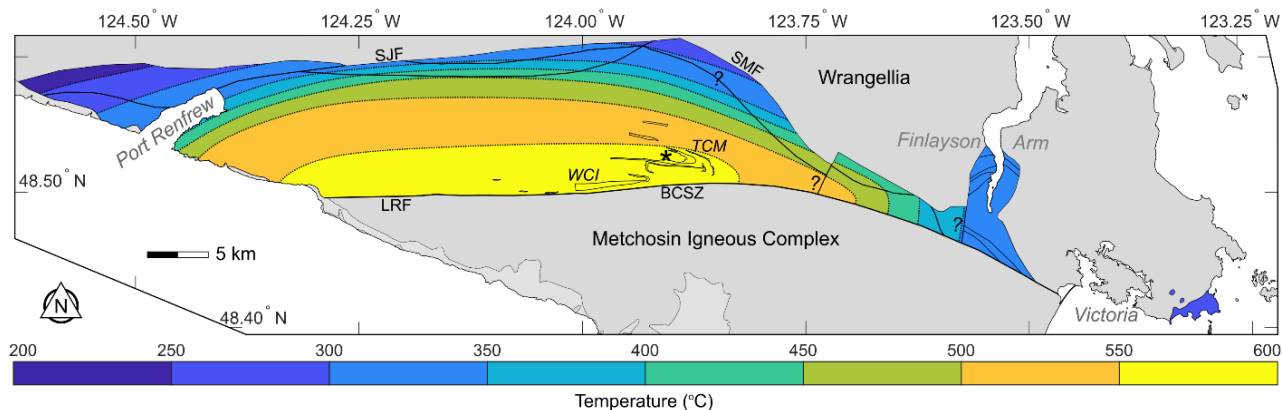 124.50 °W 124.25 °W 124.00 °W 123.75 °W 123.50 °W 123.25 °W
SJF
SMF
Wrangellia
?
Port Renfrew
Finlayson Arm
TCM
*
WCI
48.50 °N
?
LRF
BCSZ
?
Metchosin Igneous Complex
5 km
N
Victoria
48.40 °N
200 250 300 350 400 450 500 550 600
Temperature (°C)